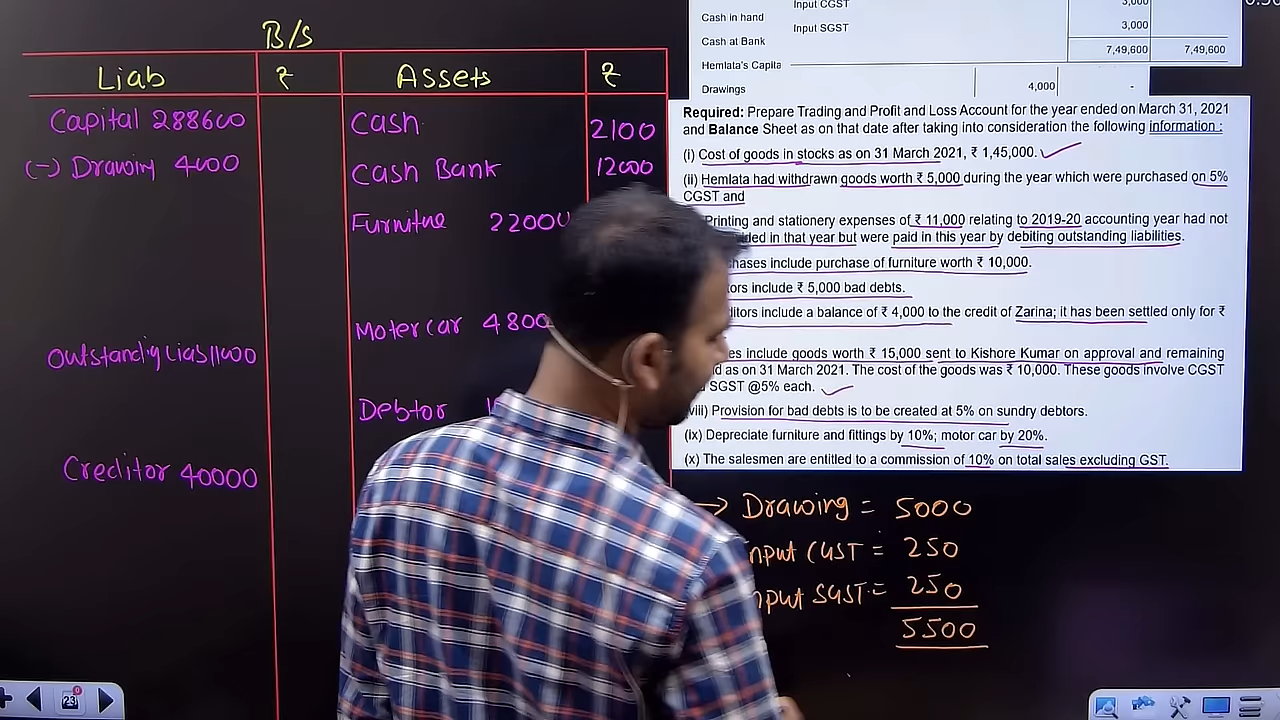 B/S
Liab ₹ Assets ₹
Capital 288600 Cash 2100
(-) Drawing 4000 Cash Bank 12000
Furniture 22000
Motercar 4800
Outstandig Liab 11000
Debtor
Creditor 40000
Input CGST 3,000
Cash in hand
Input SGST 3,000
Cash at Bank
7,49,600 7,49,600
Hemlata's Capita
Drawings 4,000 -
Required: Prepare Trading and Profit and Loss Account for the year ended on March 31, 2021
and Balance Sheet as on that date after taking into consideration the following information :
(i) Cost of goods in stocks as on 31 March 2021, ₹ 1,45,000.
(ii) Hemlata had withdrawn goods worth ₹ 5,000 during the year which were purchased on 5%
CGST and
Printing and stationery expenses of ₹ 11,000 relating to 2019-20 accounting year had not
in that year but were paid in this year by debiting outstanding liabilities.
include purchase of furniture worth ₹ 10,000.
include ₹ 5,000 bad debts.
include a balance of ₹ 4,000 to the credit of Zarina; it has been settled only for ₹
include goods worth ₹ 15,000 sent to Kishore Kumar on approval and remaining
as on 31 March 2021. The cost of the goods was ₹ 10,000. These goods involve CGST
SGST @5% each.
(viii) Provision for bad debts is to be created at 5% on sundry debtors.
(ix) Depreciate furniture and fittings by 10%; motor car by 20%.
(x) The salesmen are entitled to a commission of 10% on total sales excluding GST.
→ Drawing = 5000
nput CGST = 250
nput SGST = 250
5500
23